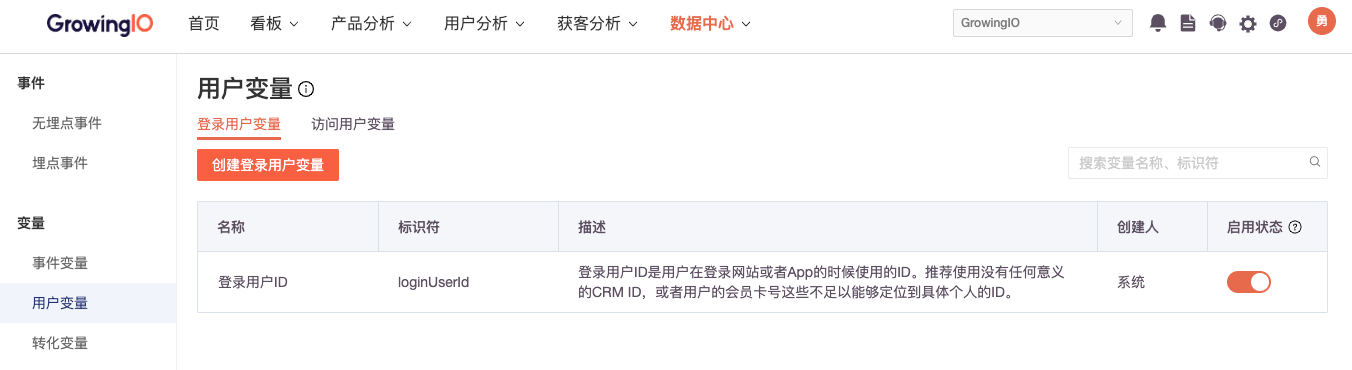 GrowingIO 首页 看板 产品分析 用户分析 获客分析 数据中心 GrowingIO 勇
事件
无埋点事件
埋点事件
变量
事件变量
用户变量
转化变量
用户变量
登录用户变量 访问用户变量
创建登录用户变量 搜索变量名称、标识符
名称 标识符 描述 创建人 启用状态
登录用户ID loginUserId 登录用户ID是用户在登录网站或者App的时候使用的ID。推荐使用没有任何意义
的CRM ID，或者用户的会员卡号这些不足以能够定位到具体个人的ID。 系统